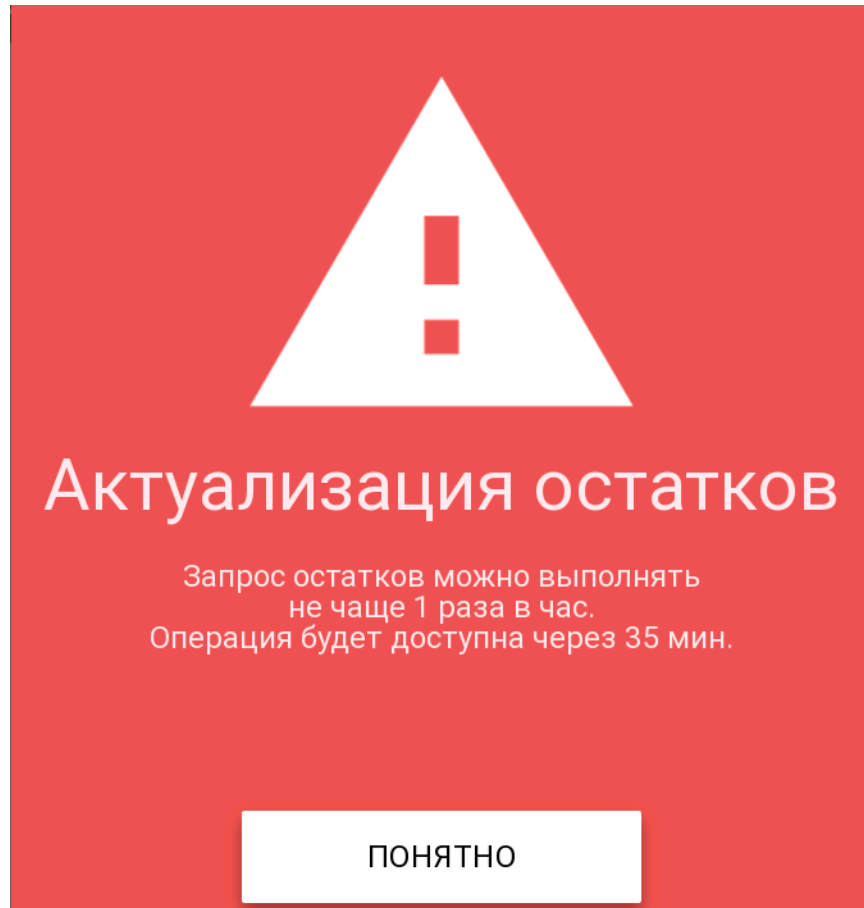 Актуализация остатков
Запрос остатков можно выполнять
не чаще 1 раза в час.
Операция будет доступна через 35 мин.
ПОНЯТНО